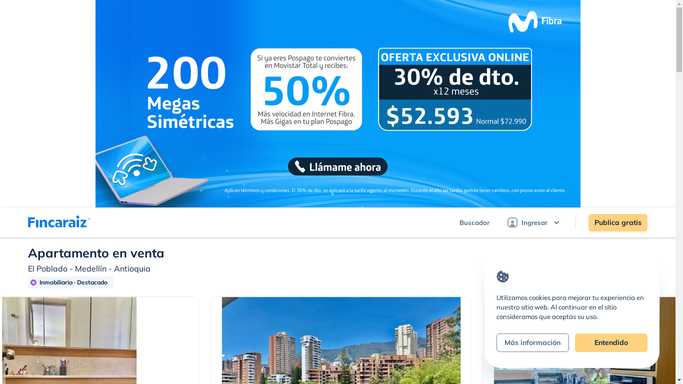 Fibra
200
Megas
Simétricas
Si ya eres Pospago te conviertes
en Movistar Total y recibes.
50%
Más velocidad en Internet Fibra.
Más Gigas en tu plan Pospago
OFERTA EXCLUSIVA ONLINE
30% de dto.
x12 meses
$52.593 Normal $72.990
Llámame ahora
Fincaraiz
Buscador
Ingresar
Publica gratis
Apartamento en venta
El Poblado - Medellín - Antioquia
Inmobiliaria - Destacado
Utilizamos cookies para mejorar tu experiencia en
nuestro sitio web. Al continuar en el sitio
consideramos que aceptas su uso.
Más información
Entendido